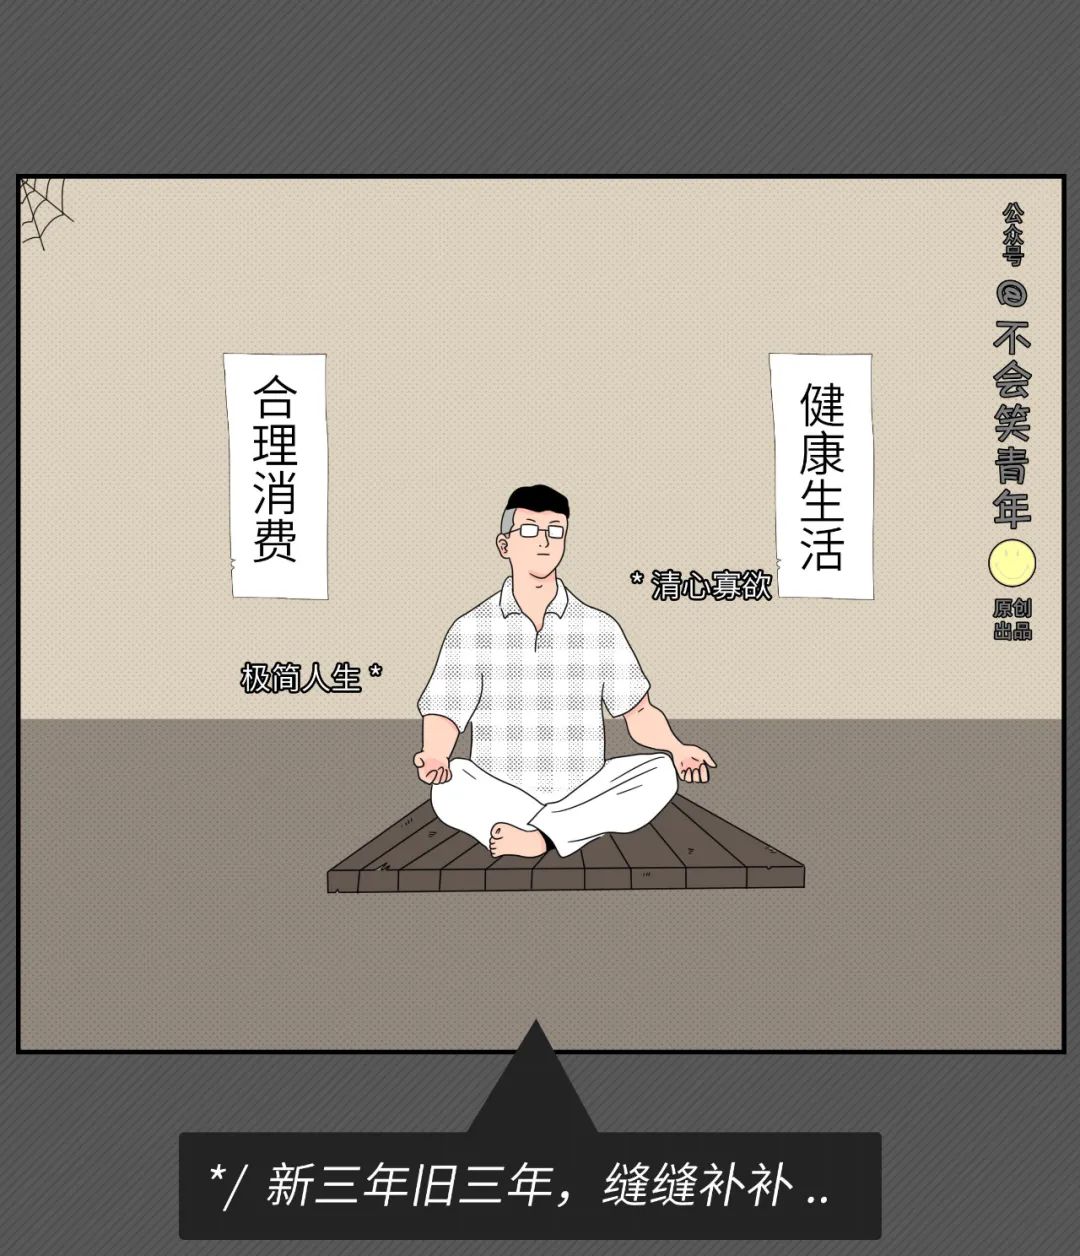 合理消费
健康生活
* 清心寡欲
极简人生 *
公众号
@不会笑青年
原创
出品
*/ 新三年旧三年，缝缝补补 ..